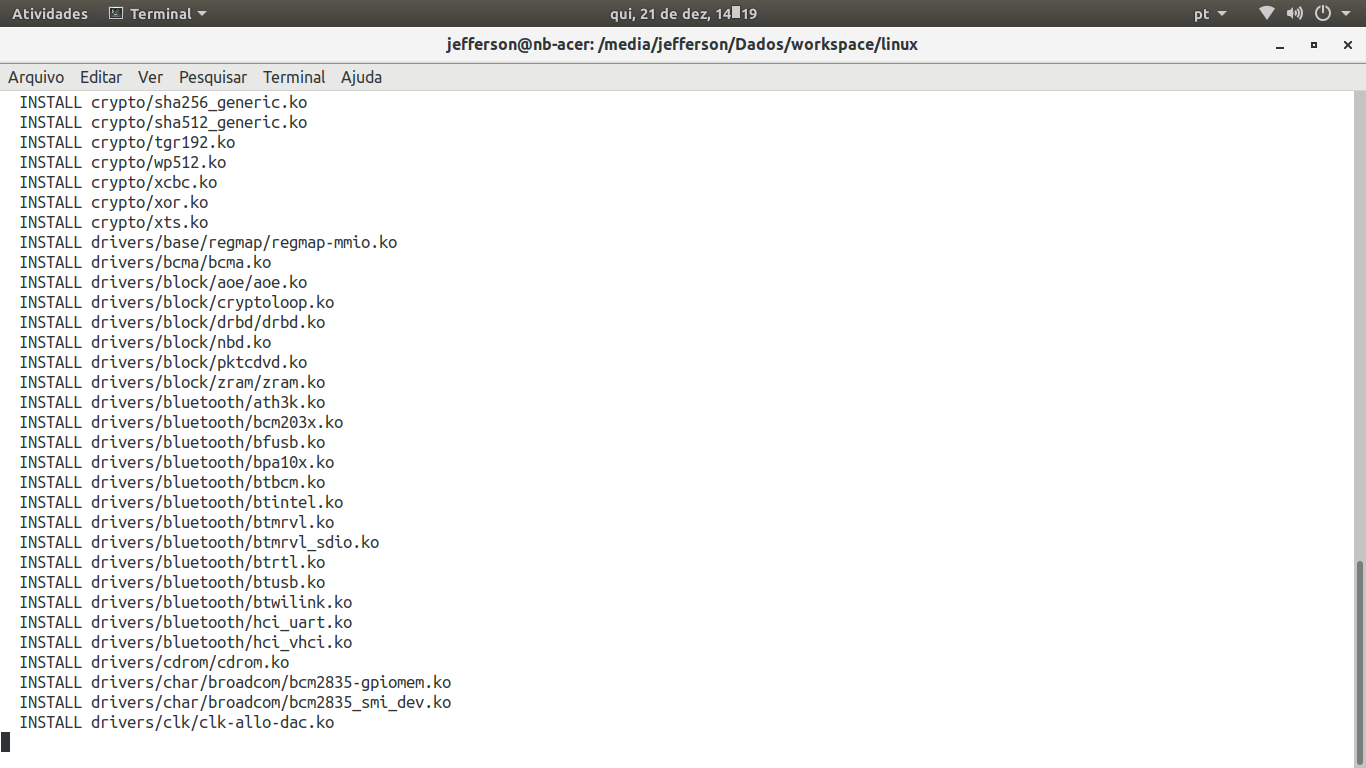 Atividades Terminal qui, 21 de dez, 14 19 pt
jefferson@nb-acer: /media/jefferson/Dados/workspace/linux
Arquivo Editar Ver Pesquisar Terminal Ajuda
INSTALL crypto/sha256_generic.ko
INSTALL crypto/sha512_generic.ko
INSTALL crypto/tgr192.ko
INSTALL crypto/wp512.ko
INSTALL crypto/xcbc.ko
INSTALL crypto/xor.ko
INSTALL crypto/xts.ko
INSTALL drivers/base/regmap/regmap-mmio.ko
INSTALL drivers/bcma/bcma.ko
INSTALL drivers/block/aoe/aoe.ko
INSTALL drivers/block/cryptoloop.ko
INSTALL drivers/block/drbd/drbd.ko
INSTALL drivers/block/nbd.ko
INSTALL drivers/block/pktcdvd.ko
INSTALL drivers/block/zram/zram.ko
INSTALL drivers/bluetooth/ath3k.ko
INSTALL drivers/bluetooth/bcm203x.ko
INSTALL drivers/bluetooth/bfusb.ko
INSTALL drivers/bluetooth/bpa10x.ko
INSTALL drivers/bluetooth/btbcm.ko
INSTALL drivers/bluetooth/btintel.ko
INSTALL drivers/bluetooth/btmrvl.ko
INSTALL drivers/bluetooth/btmrvl_sdio.ko
INSTALL drivers/bluetooth/btrtl.ko
INSTALL drivers/bluetooth/btusb.ko
INSTALL drivers/bluetooth/btwilink.ko
INSTALL drivers/bluetooth/hci_uart.ko
INSTALL drivers/bluetooth/hci_vhci.ko
INSTALL drivers/cdrom/cdrom.ko
INSTALL drivers/char/broadcom/bcm2835-gpiomem.ko
INSTALL drivers/char/broadcom/bcm2835_smi_dev.ko
INSTALL drivers/clk/clk-allo-dac.ko